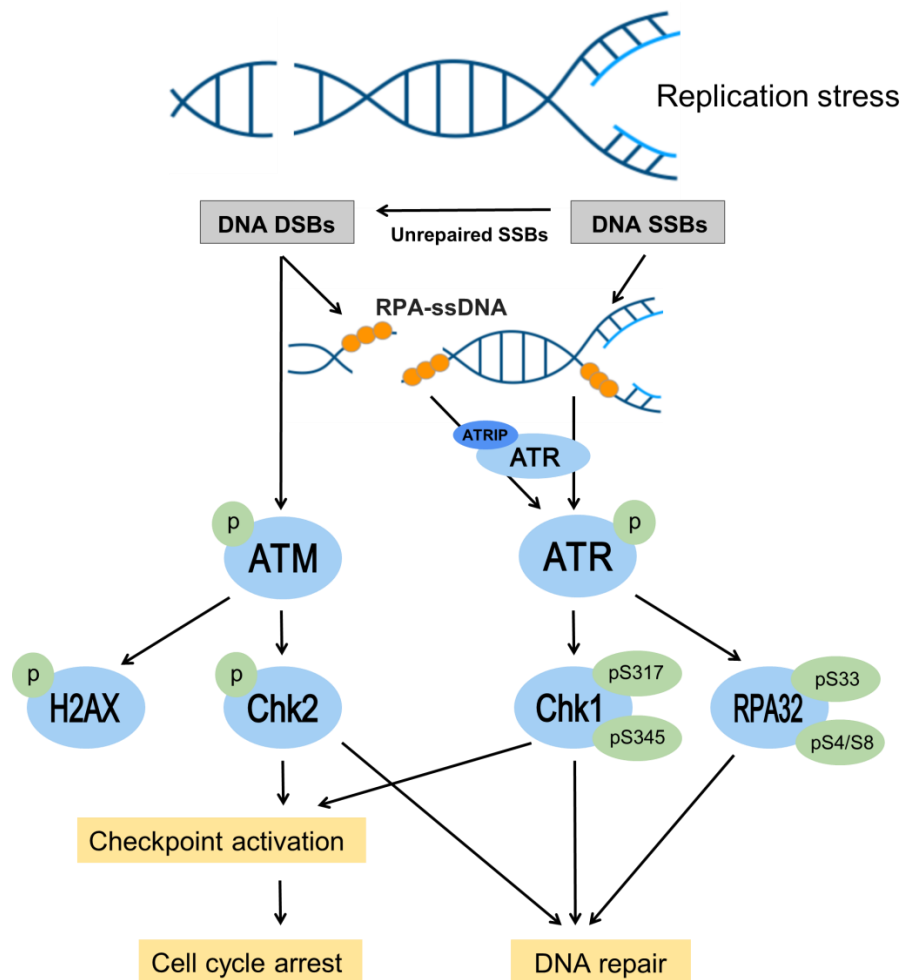 Replication stress
DNA DSBs
Unrepaired SSBs
DNA SSBs
RPA-ssDNA
ATRIP
ATR
p
ATM
p
ATR
p
H2AX
p
Chk2
pS317
Chk1
pS345
pS33
RPA32
pS4/S8
Checkpoint activation
Cell cycle arrest
DNA repair